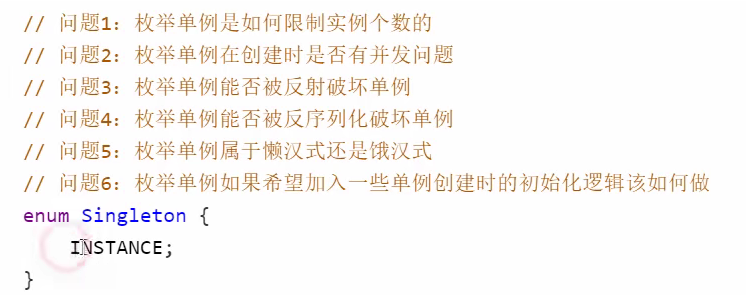 // 问题1：枚举单例是如何限制实例个数的
// 问题2：枚举单例在创建时是否有并发问题
// 问题3：枚举单例能否被反射破坏单例
// 问题4：枚举单例能否被反序列化破坏单例
// 问题5：枚举单例属于懒汉式还是饿汉式
// 问题6：枚举单例如果希望加入一些单例创建时的初始化逻辑该如何做
enum Singleton {
INSTANCE;
}